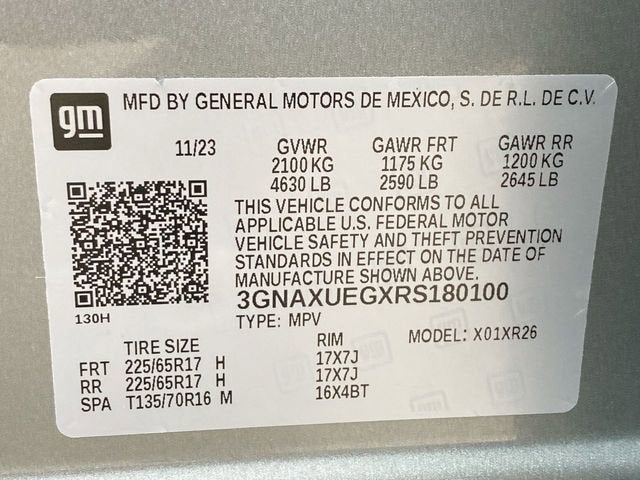 gm MFD BY GENERAL MOTORS DE MEXICO, S. DE R.L. DE C.V.
11/23 GVWR GAWR FRT GAWR RR
2100 KG 1175 KG 1200 KG
4630 LB 2590 LB 2645 LB
THIS VEHICLE CONFORMS TO ALL
APPLICABLE U.S. FEDERAL MOTOR
VEHICLE SAFETY AND THEFT PREVENTION
STANDARDS IN EFFECT ON THE DATE OF
MANUFACTURE SHOWN ABOVE.
3GNAXUEGXRS180100
130H
TYPE: MPV MODEL: X01XR26
TIRE SIZE RIM
FRT 225/65R17 H 17X7J
RR 225/65R17 H 17X7J
SPA T135/70R16 M 16X4BT